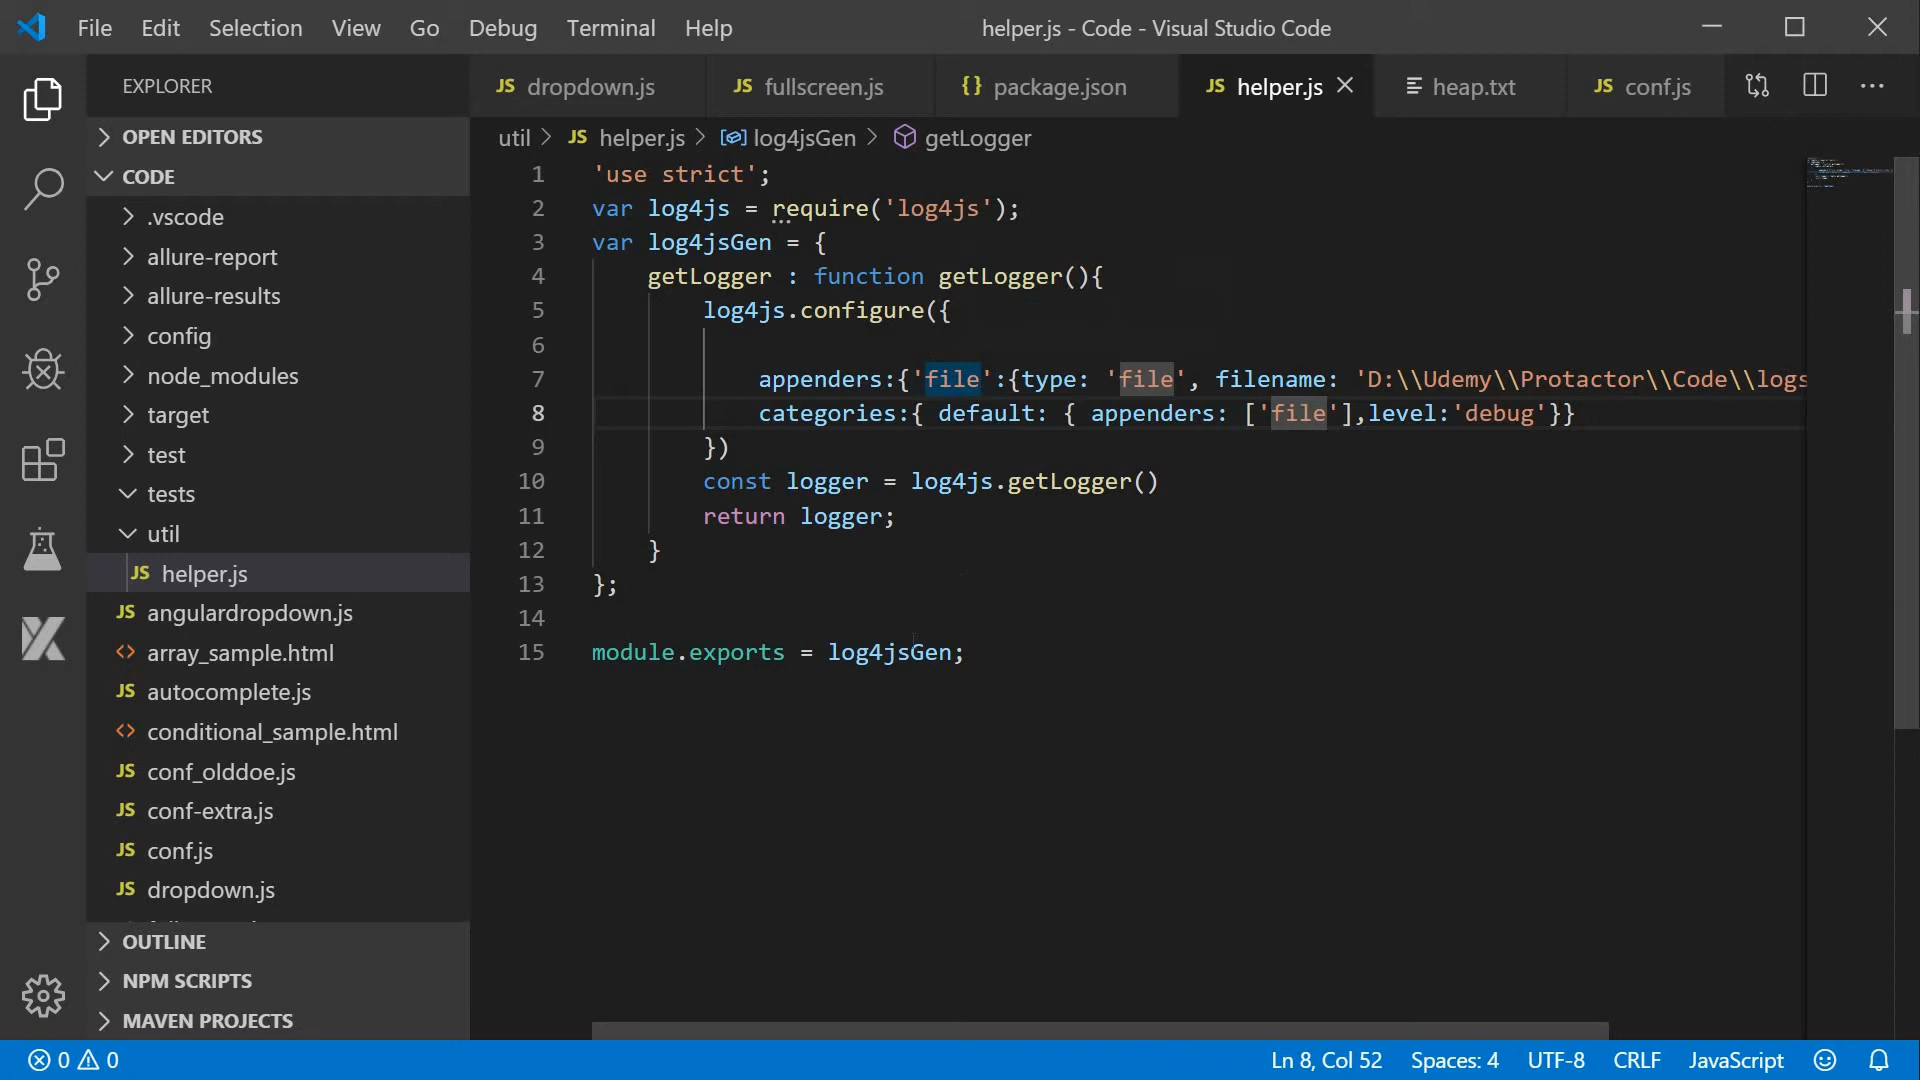 File Edit Selection View Go Debug Terminal Help
helper.js - Code - Visual Studio Code
EXPLORER
OPEN EDITORS
CODE
.vscode
allure-report
allure-results
config
node_modules
target
test
tests
util
JS helper.js
JS angulardropdown.js
<> array_sample.html
JS autocomplete.js
<> conditional_sample.html
JS conf_olddoe.js
JS conf-extra.js
JS conf.js
JS dropdown.js
OUTLINE
NPM SCRIPTS
MAVEN PROJECTS
JS dropdown.js JS fullscreen.js {} package.json JS helper.js heap.txt JS conf.js
util > JS helper.js > log4jsGen > getLogger
1 'use strict';
2 var log4js = require('log4js');
3 var log4jsGen = {
4 getLogger : function getLogger(){
5 log4js.configure({
6
7 appenders:{'file':{type: 'file', filename: 'D:\\Udemy\\Protactor\\Code\\logs
8 categories:{ default: { appenders: ['file'],level:'debug'}}
9 })
10 const logger = log4js.getLogger()
11 return logger;
12 }
13 };
14
15 module.exports = log4jsGen;
0 0
Ln 8, Col 52 Spaces: 4 UTF-8 CRLF JavaScript